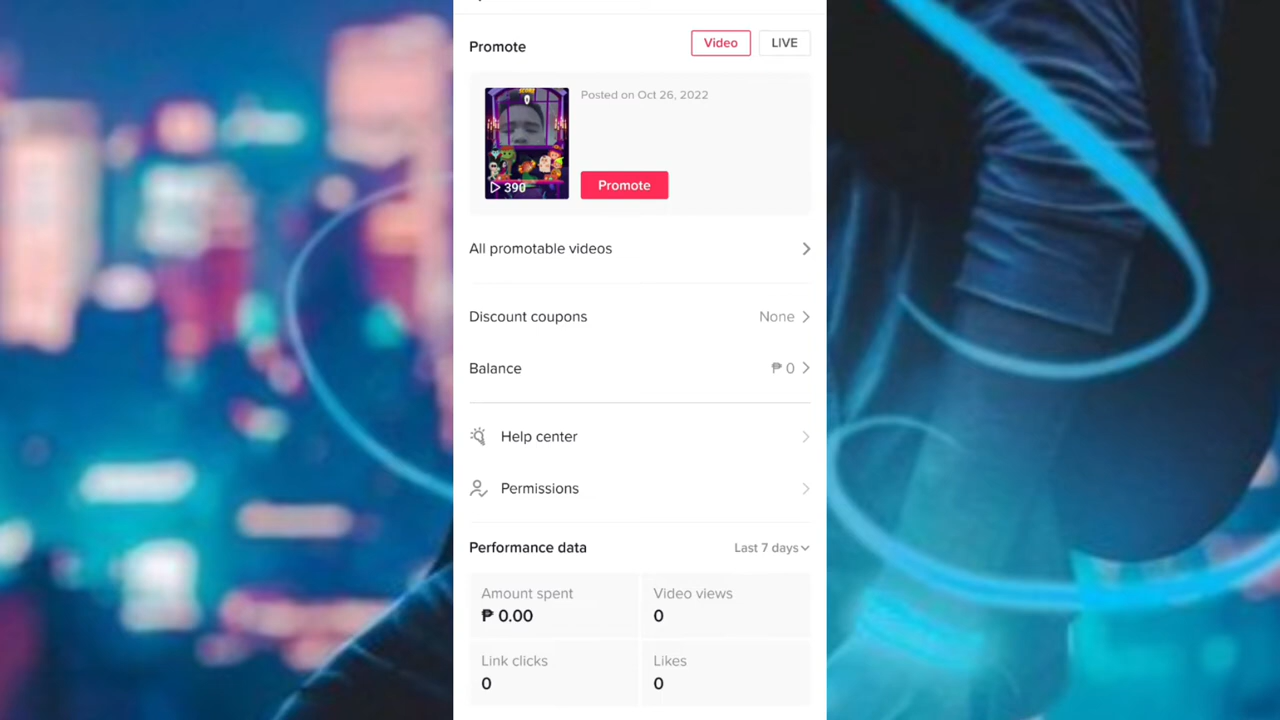 Promote
Video
LIVE
SCORE
0
Posted on Oct 26, 2022
390
Promote
All promotable videos
Discount coupons
None
Balance
₱ 0
Help center
Permissions
Performance data
Last 7 days
Amount spent
₱ 0.00
Video views
0
Link clicks
0
Likes
0